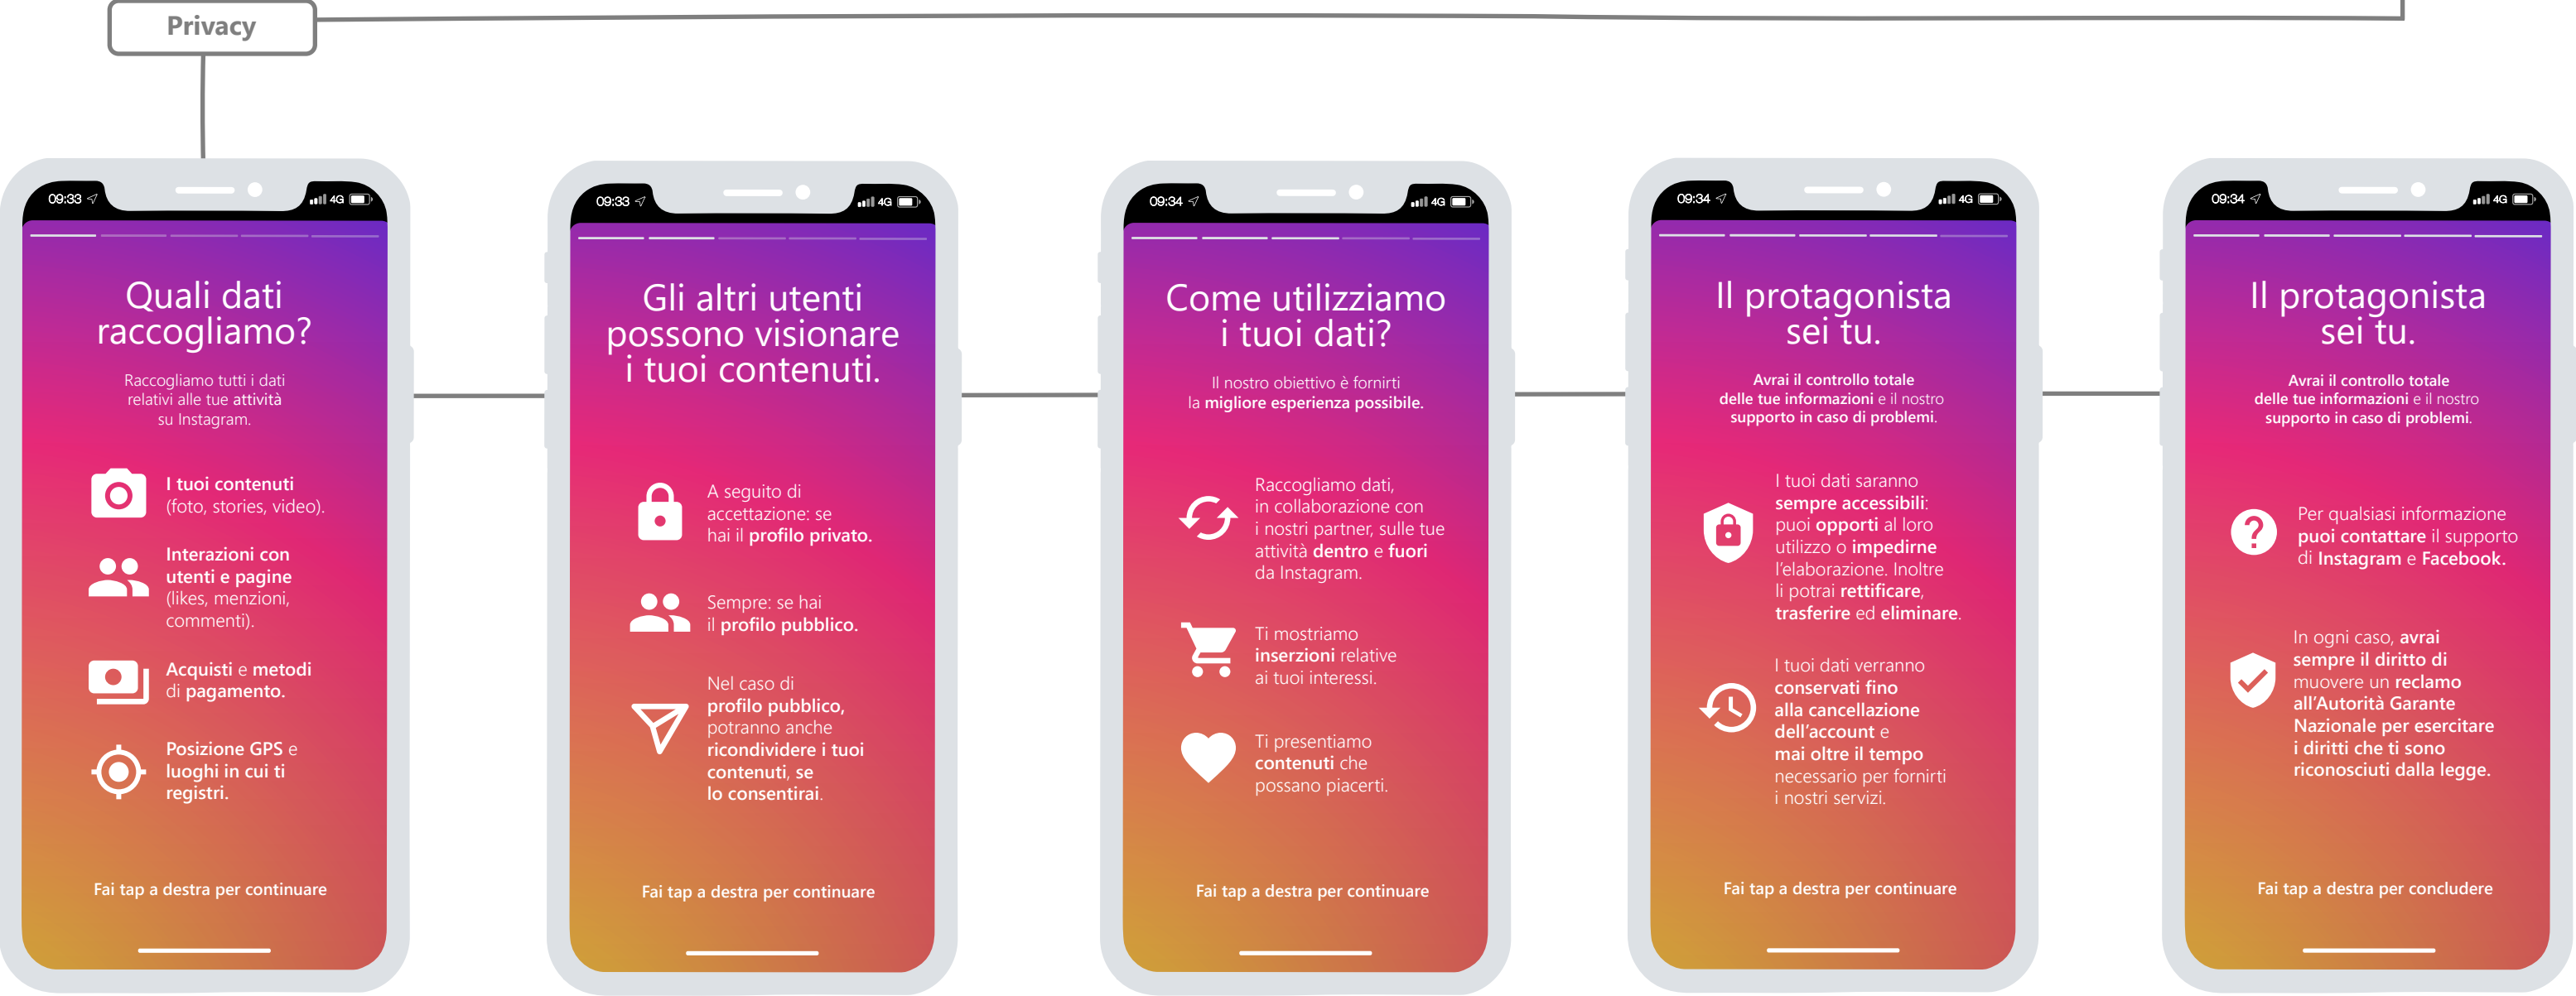 Privacy
09:33
4G
Quali dati
raccogliamo?
Raccogliamo tutti i dati
relativi alle tue attività
su Instagram.
I tuoi contenuti
(foto, stories, video).
Interazioni con
utenti e pagine
(likes, menzioni,
commenti).
Acquisti e metodi
di pagamento.
Posizione GPS e
luoghi in cui ti
registri.
Fai tap a destra per continuare
09:33
4G
Gli altri utenti
possono visionare
i tuoi contenuti.
A seguito di
accettazione: se
hai il profilo privato.
Sempre: se hai
il profilo pubblico.
Nel caso di
profilo pubblico,
potranno anche
ricondividere i tuoi
contenuti, se
lo consentirai.
Fai tap a destra per continuare
09:34
4G
Come utilizziamo
i tuoi dati?
Il nostro obiettivo è fornirti
la migliore esperienza possibile.
Raccogliamo dati,
in collaborazione con
i nostri partner, sulle tue
attività dentro e fuori
da Instagram.
Ti mostriamo
inserzioni relative
ai tuoi interessi.
Ti presentiamo
contenuti che
possano piacerti.
Fai tap a destra per continuare
09:34
4G
Il protagonista
sei tu.
Avrai il controllo totale
delle tue informazioni e il nostro
supporto in caso di problemi.
I tuoi dati saranno
sempre accessibili:
puoi opporti al loro
utilizzo o impedirne
l'elaborazione. Inoltre
li potrai rettificare,
trasferire ed eliminare.
I tuoi dati verranno
conservati fino
alla cancellazione
dell'account e
mai oltre il tempo
necessario per fornirti
i nostri servizi.
Fai tap a destra per continuare
09:34
4G
Il protagonista
sei tu.
Avrai il controllo totale
delle tue informazioni e il nostro
supporto in caso di problemi.
Per qualsiasi informazione
puoi contattare il supporto
di Instagram e Facebook.
In ogni caso, avrai
sempre il diritto di
muovere un reclamo
all'Autorità Garante
Nazionale per esercitare
i diritti che ti sono
riconosciuti dalla legge.
Fai tap a destra per concludere